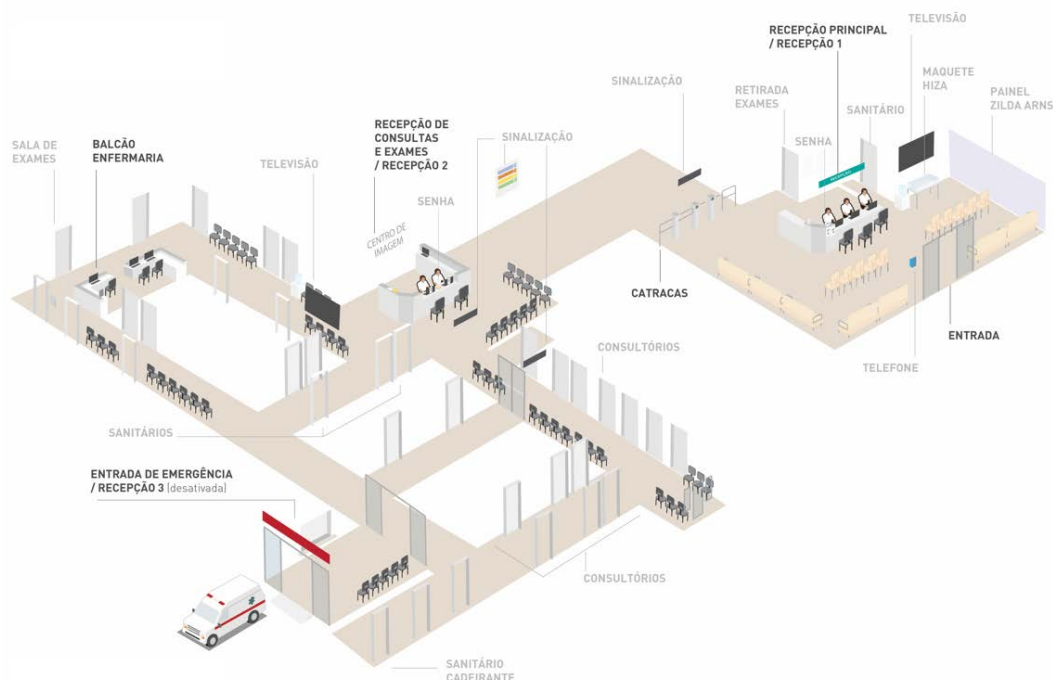 TELEVISÃO
RECEPÇÃO PRINCIPAL
/ RECEPÇÃO 1
MAQUETE
HIZA
SINALIZAÇÃO
RETIRADA
EXAMES
SANITÁRIO
PAINEL
ZILDA ARNS
SENHA
RECEPÇÃO
RECEPÇÃO DE
CONSULTAS
E EXAMES
/ RECEPÇÃO 2
SINALIZAÇÃO
SALA DE
EXAMES
BALCÃO
ENFERMARIA
TELEVISÃO
SENHA
CENTRO DE
IMAGEM
CATRACAS
ENTRADA
CONSULTÓRIOS
TELEFONE
SANITÁRIOS
ENTRADA DE EMERGÊNCIA
/ RECEPÇÃO 3 (desativada)
CONSULTÓRIOS
SANITÁRIO
CADEIRANTE